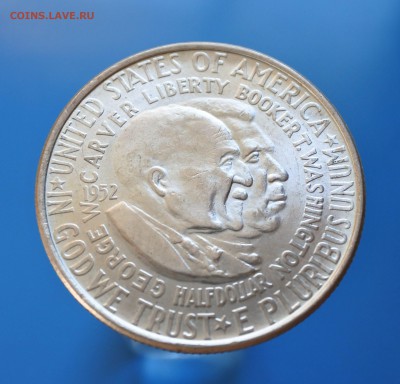 COINS.LAVE.RU
UNITED STATES OF AMERICA
IN GOD WE TRUST ★ E PLURIBUS UNUM
GEORGE W. CARVER LIBERTY BOOKER T. WASHINGTON
1952
HALF DOLLAR